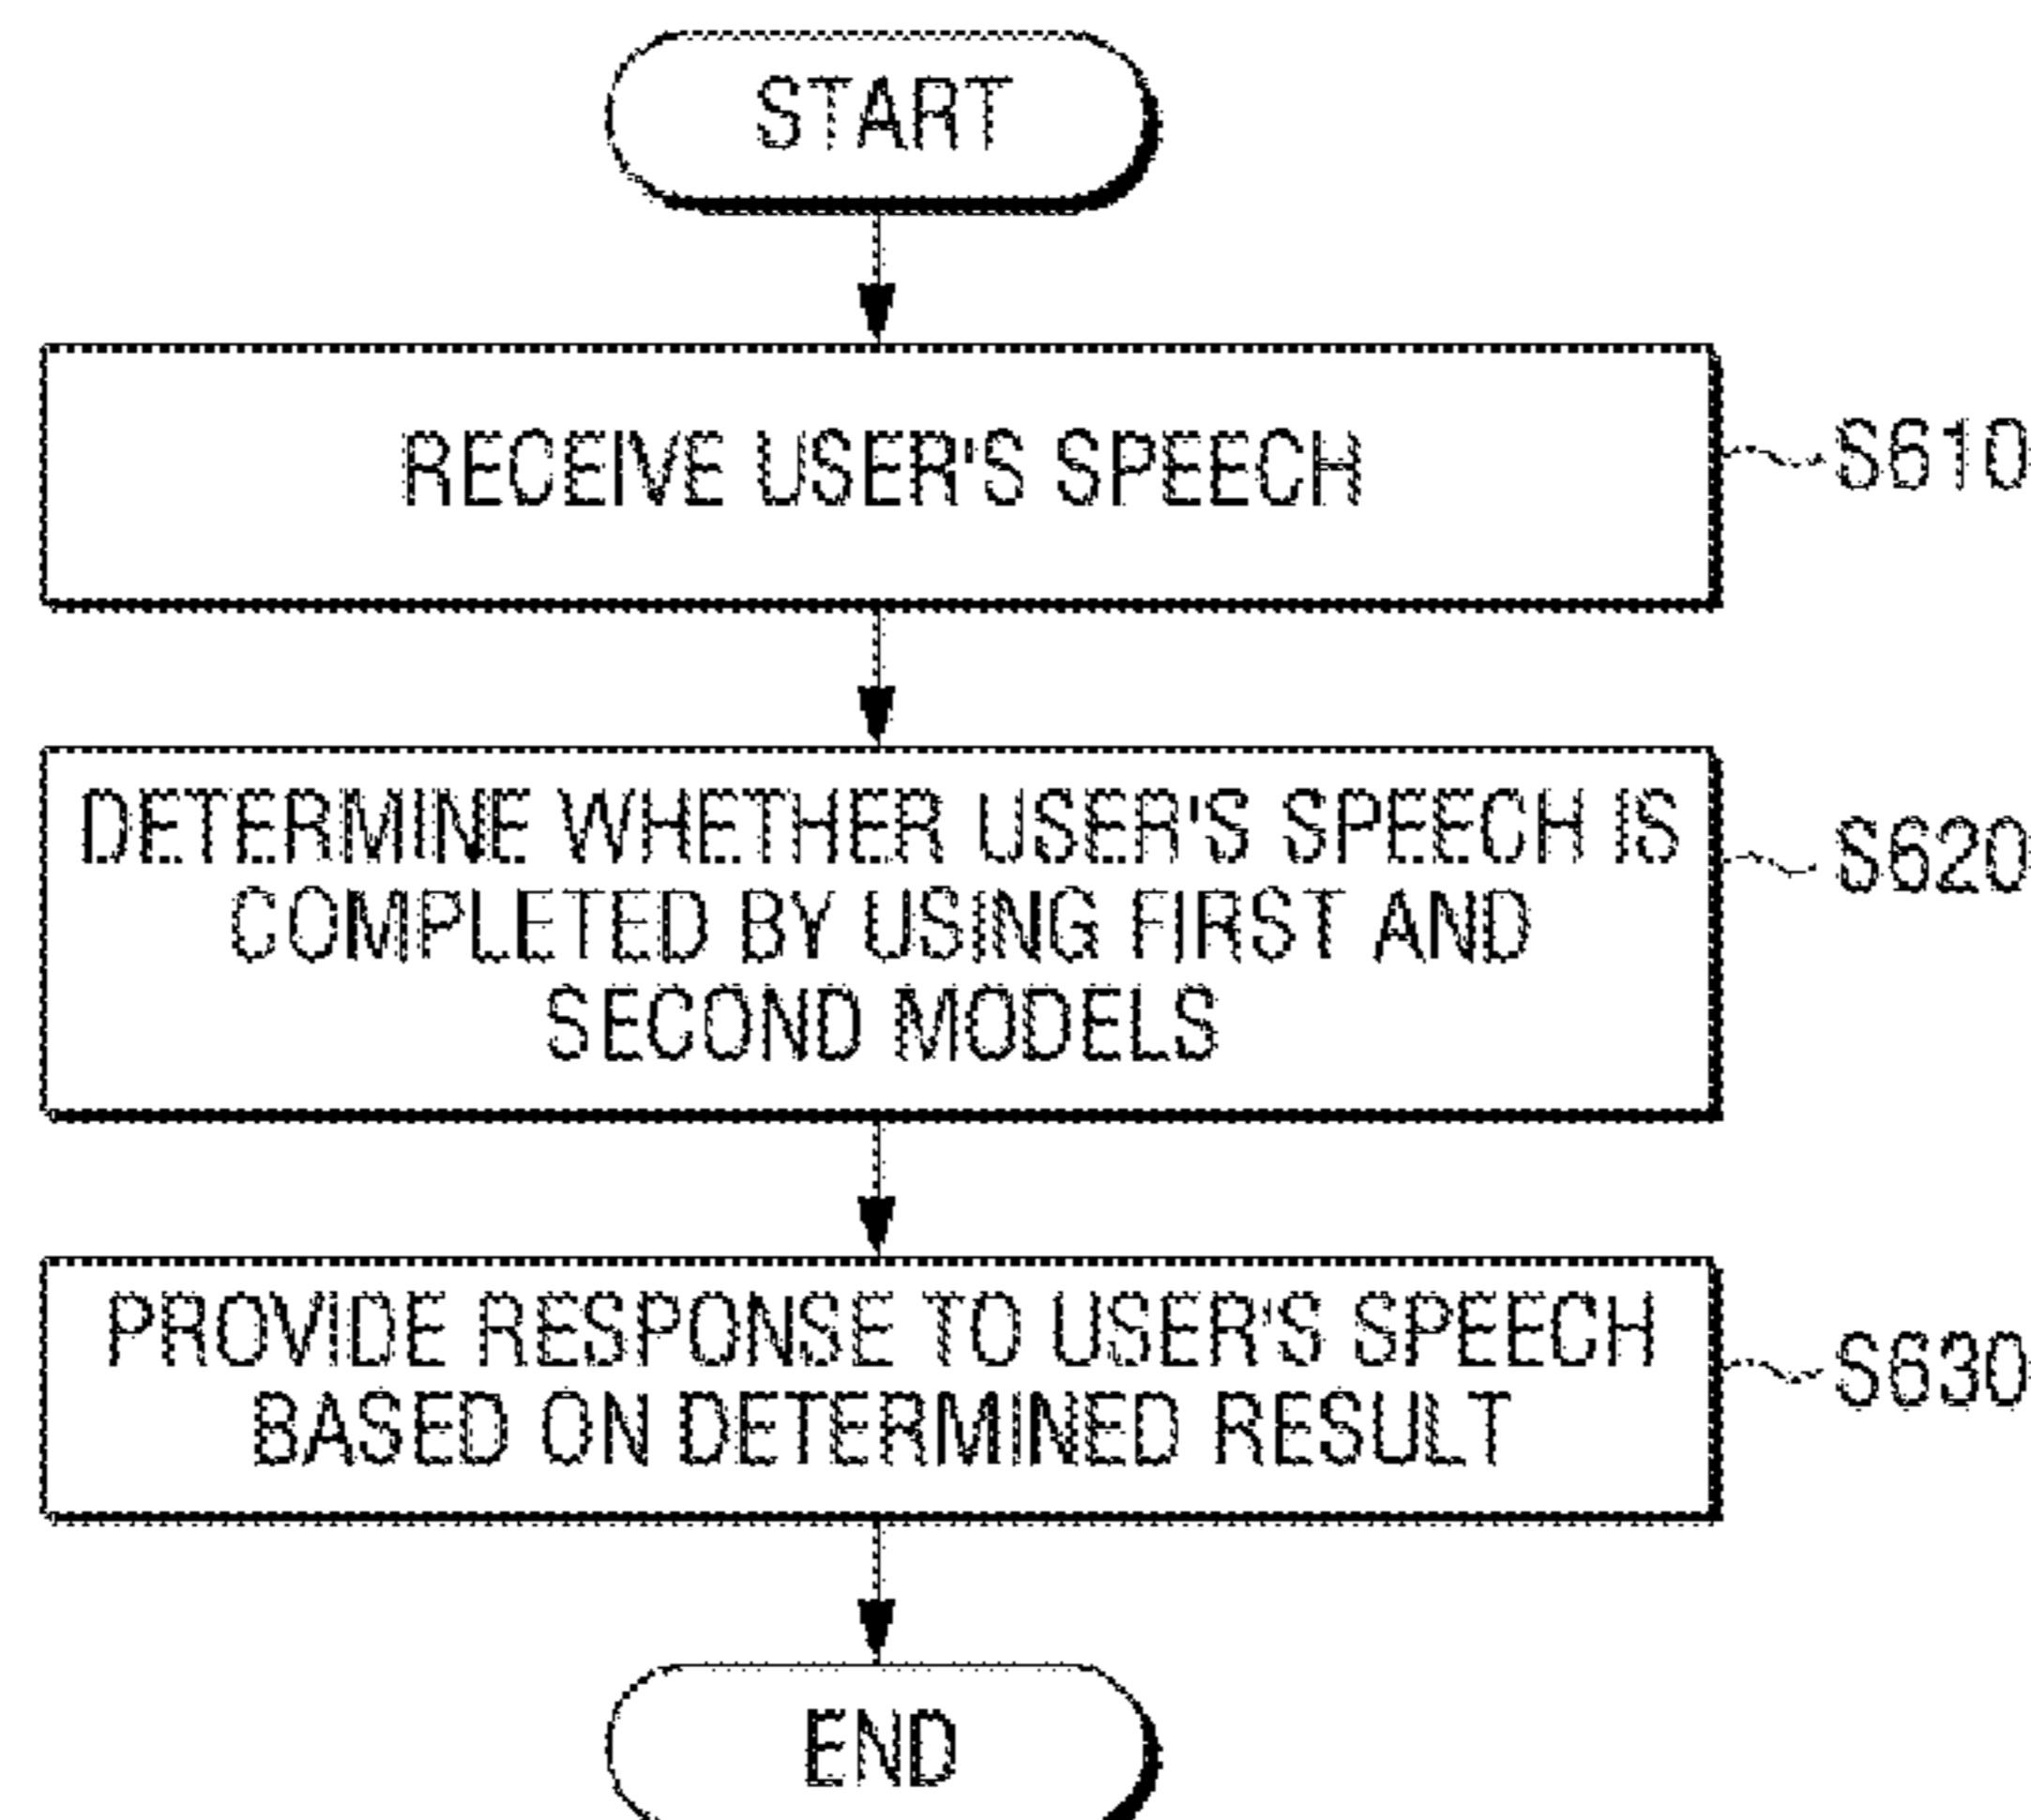 START
RECEIVE USER'S SPEECH
S610
DETERMINE WHETHER USER'S SPEECH IS
COMPLETED BY USING FIRST AND
SECOND MODELS
S620
PROVIDE RESPONSE TO USER'S SPEECH
BASED ON DETERMINED RESULT
S630
END